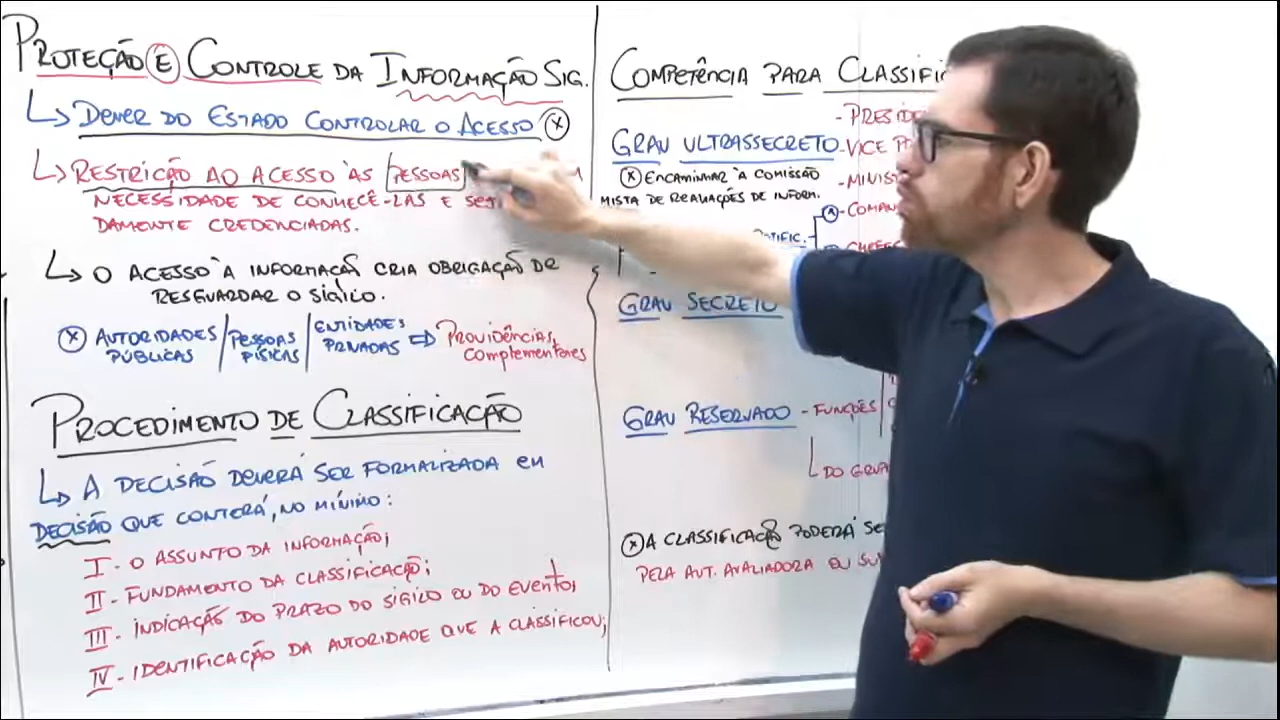 PROTEÇÃO E CONTROLE DA INFORMAÇÃO SIG.
DEVER DO ESTADO CONTROLAR O ACESSO (X)
RESTRIÇÃO AO ACESSO ÀS PESSOAS
NECESSIDADE DE CONHECÊ-LAS E
DAMENTE CREDENCIADAS.
O ACESSO À INFORMAÇÃO CRIA OBRIGAÇÃO DE
RESGUARDAR O SIGILO.
(X) AUTORIDADES PÚBLICAS / PESSOAS FÍSICAS / ENTIDADES PRIVADAS ⇨ PROVIDÊNCIAS COMPLEMENTARES
PROCEDIMENTO DE CLASSIFICAÇÃO
A DECISÃO DEVERÁ SER FORMALIZADA EM
DECISÃO QUE CONTERÁ, NO MÍNIMO:
I - O ASSUNTO DA INFORMAÇÃO;
II - FUNDAMENTO DA CLASSIFICAÇÃO;
III - INDICAÇÃO DO PRAZO DO SIGILO OU DO EVENTO;
IV - IDENTIFICAÇÃO DA AUTORIDADE QUE A CLASSIFICOU;
COMPETÊNCIA PARA CLASSIFIC
- PRESIDE
GRAU ULTRASSECRETO - VICE P
(X) ENCAMINHAR À COMISSÃO
- MINIST
MISTA DE REAVALIAÇÕES DE INFORM.
(X) - COMAN
CHEFES
GRAU SECRETO
GRAU RESERVADO - FUNÇÕES
DO GRUP
(X) A CLASSIFICAÇÃO PODERÁ SE
PELA AUT. AVALIADORA OU SU